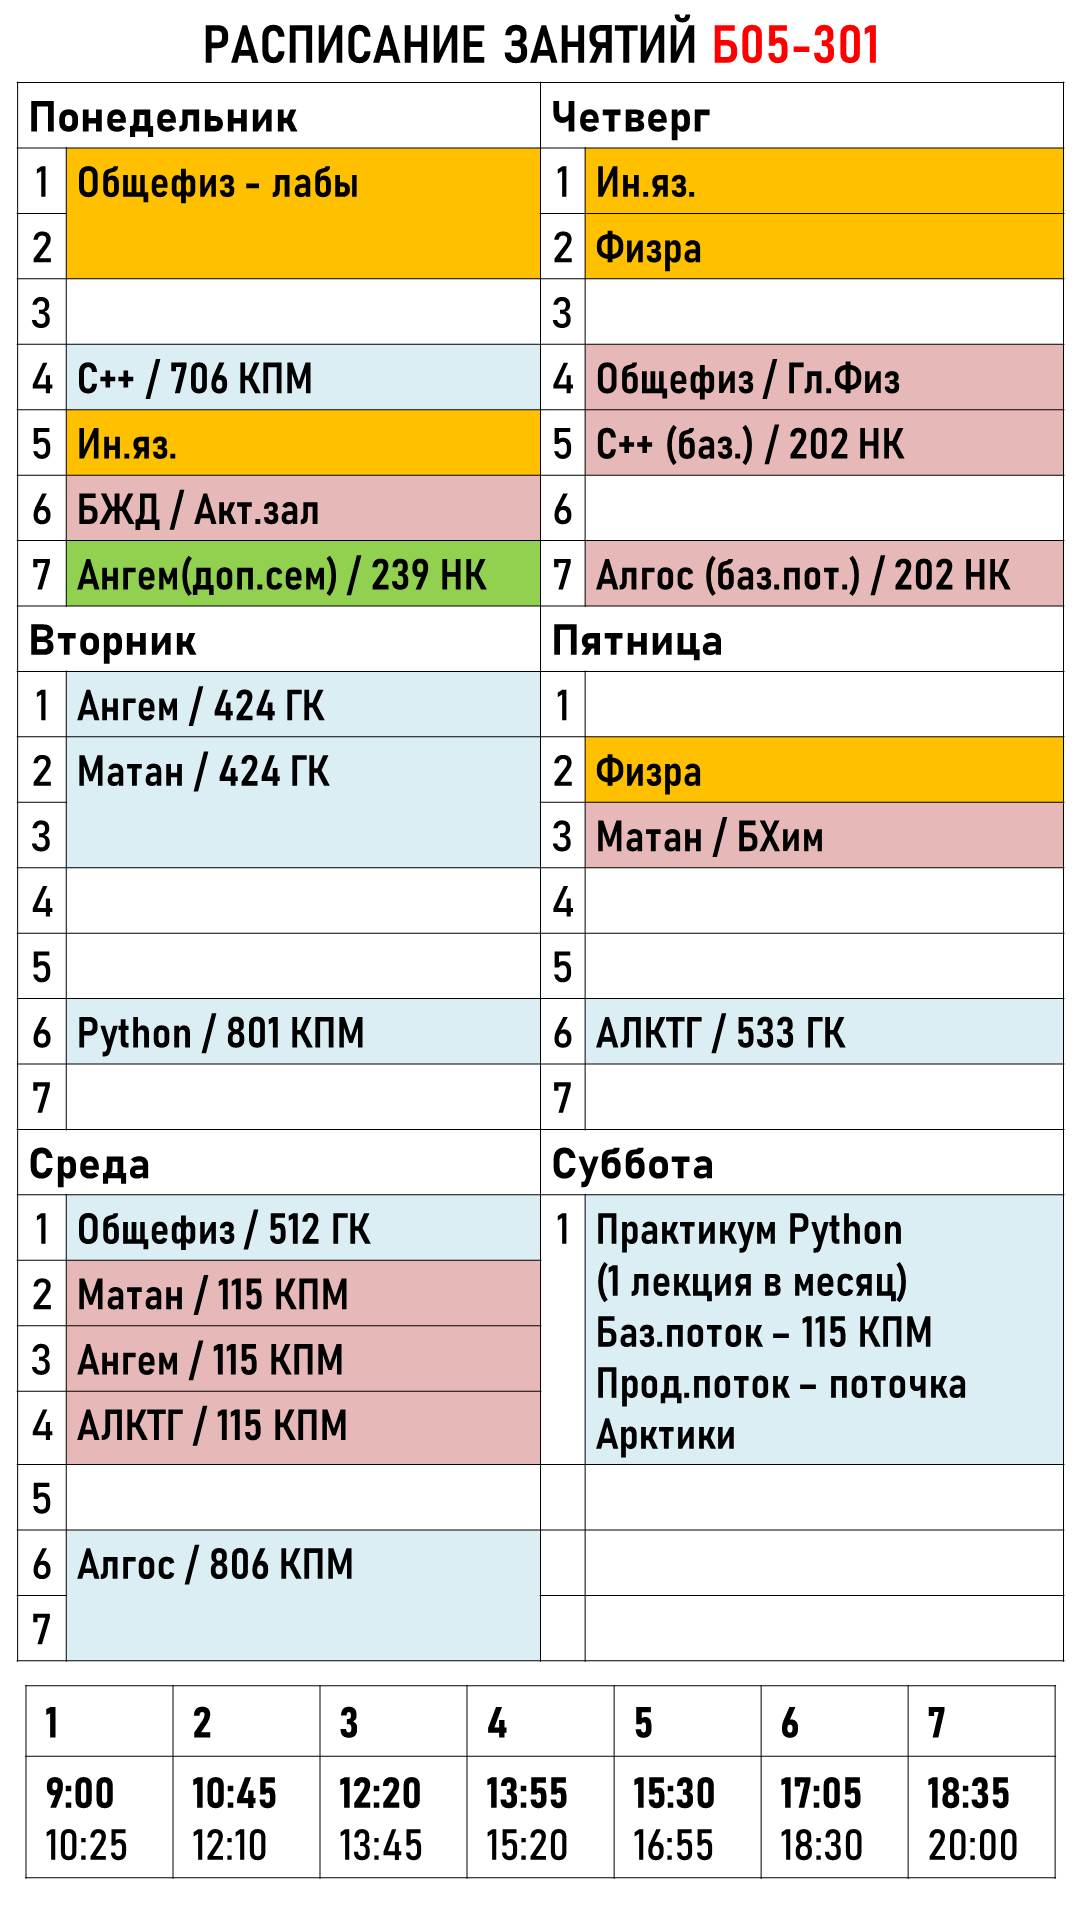 РАСПИСАНИЕ ЗАНЯТИЙ Б05-301
Понедельник
1 Общефиз - лабы
2
3
4 С++ / 706 КПМ
5 Ин.яз.
6 БЖД / Акт.зал
7 Ангем(доп.сем) / 239 НК
Вторник
1 Ангем / 424 ГК
2 Матан / 424 ГК
3
4
5
6 Python / 801 КПМ
7
Среда
1 Общефиз / 512 ГК
2 Матан / 115 КПМ
3 Ангем / 115 КПМ
4 АЛКТГ / 115 КПМ
5
6 Алгос / 806 КПМ
7
Четверг
1 Ин.яз.
2 Физра
3
4 Общефиз / Гл.Физ
5 С++ (баз.) / 202 НК
6
7 Алгос (баз.пот.) / 202 НК
Пятница
1
2 Физра
3 Матан / БХим
4
5
6 АЛКТГ / 533 ГК
7
Суббота
1 Практикум Python
(1 лекция в месяц)
Баз.поток – 115 КПМ
Прод.поток – поточка
Арктики
1 2 3 4 5 6 7
9:00 10:45 12:20 13:55 15:30 17:05 18:35
10:25 12:10 13:45 15:20 16:55 18:30 20:00